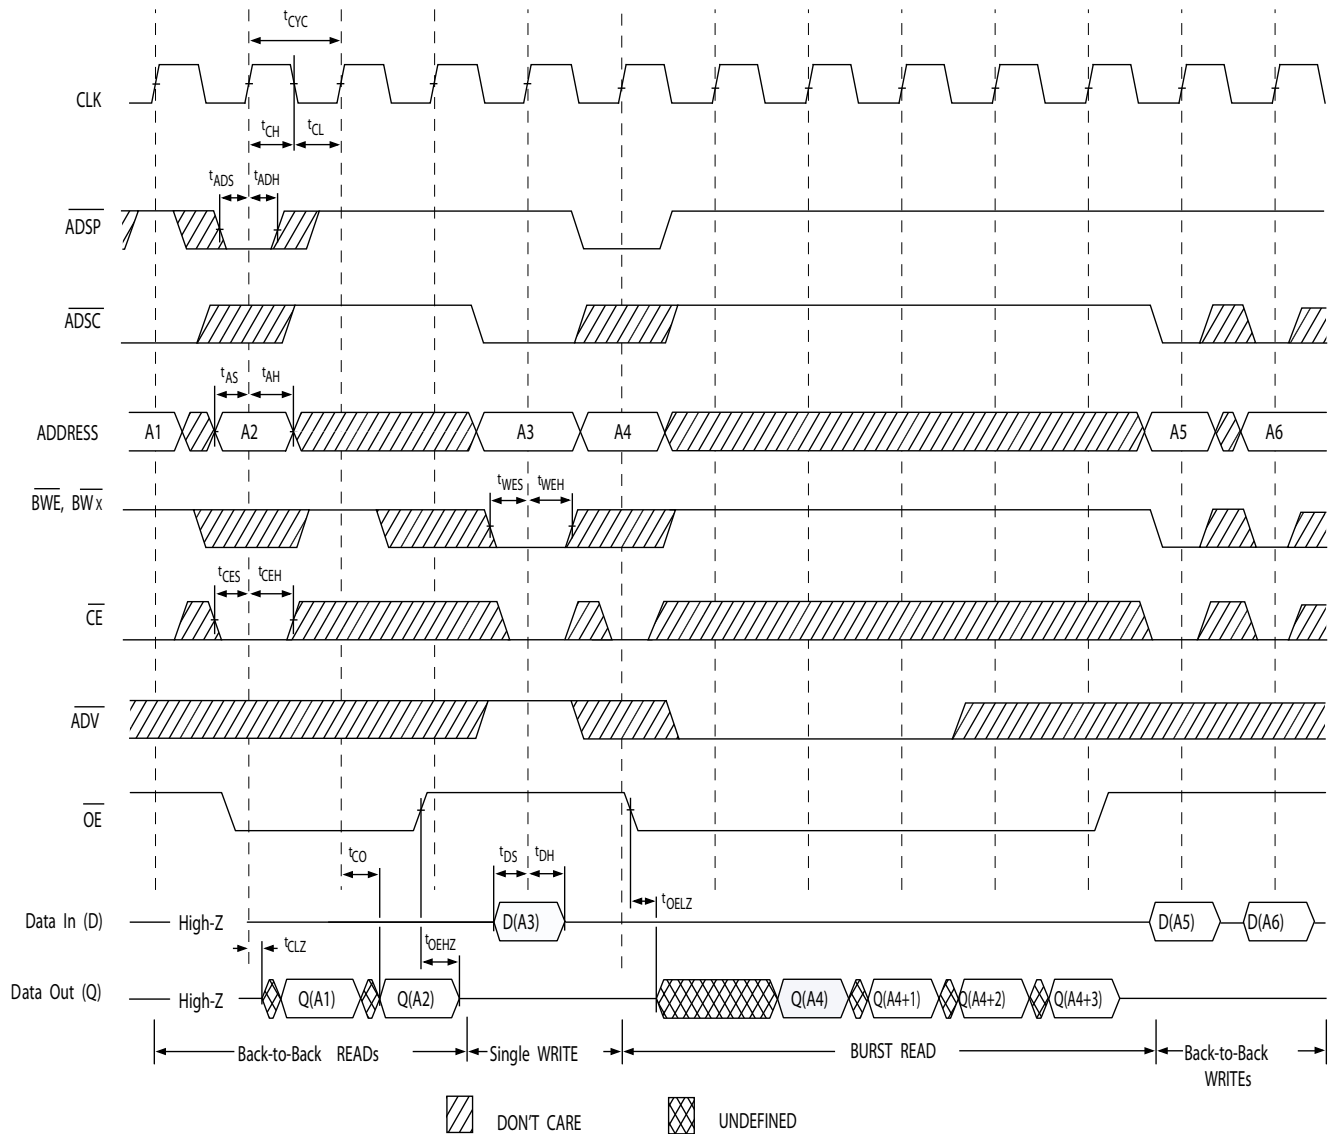 tCYC
CLK
tCH
tCL
tADS
tADH
ADSP
ADSC
tAS
tAH
ADDRESS
A1
A2
A3
A4
A5
A6
tWES
tWEH
BWE, BWx
tCES
tCEH
CE
ADV
OE
tCO
tDS
tDH
tOELZ
Data In (D)
High-Z
D(A3)
D(A5)
D(A6)
tCLZ
tOEHZ
Data Out (Q)
High-Z
Q(A1)
Q(A2)
Q(A4)
Q(A4+1)
Q(A4+2)
Q(A4+3)
Back-to-Back READs
Single WRITE
BURST READ
Back-to-Back
WRITEs
DON'T CARE
UNDEFINED